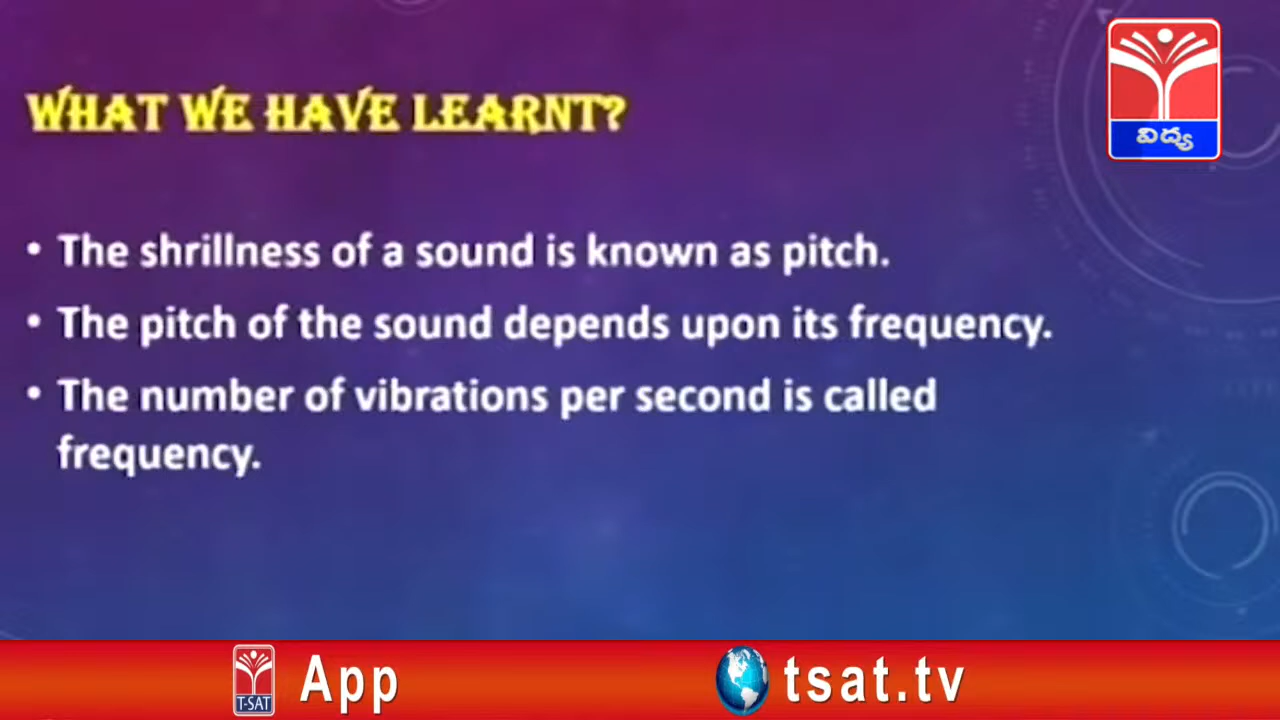 WHAT WE HAVE LEARNT?
విద్య
• The shrillness of a sound is known as pitch.
• The pitch of the sound depends upon its frequency.
• The number of vibrations per second is called
frequency.
T-SAT App
tsat.tv